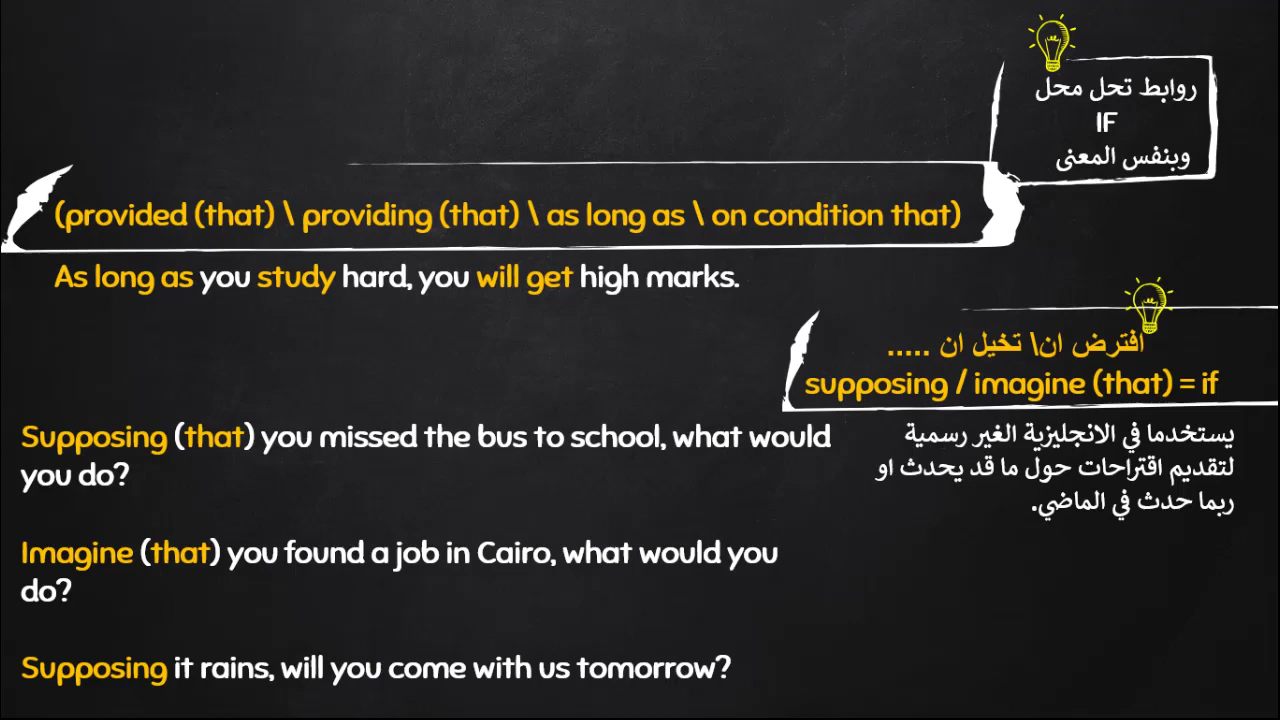 روابط تحل محل
IF
وبنفس المعنى
(provided (that) \ providing (that) \ as long as \ on condition that)
As long as you study hard, you will get high marks.
افترض ان\ تخيل ان .....
supposing / imagine (that) = if
يستخدما في الانجليزية الغير رسمية
لتقديم اقتراحات حول ما قد يحدث او
ربما حدث في الماضي.
Supposing (that) you missed the bus to school, what would
you do?
Imagine (that) you found a job in Cairo, what would you
do?
Supposing it rains, will you come with us tomorrow?